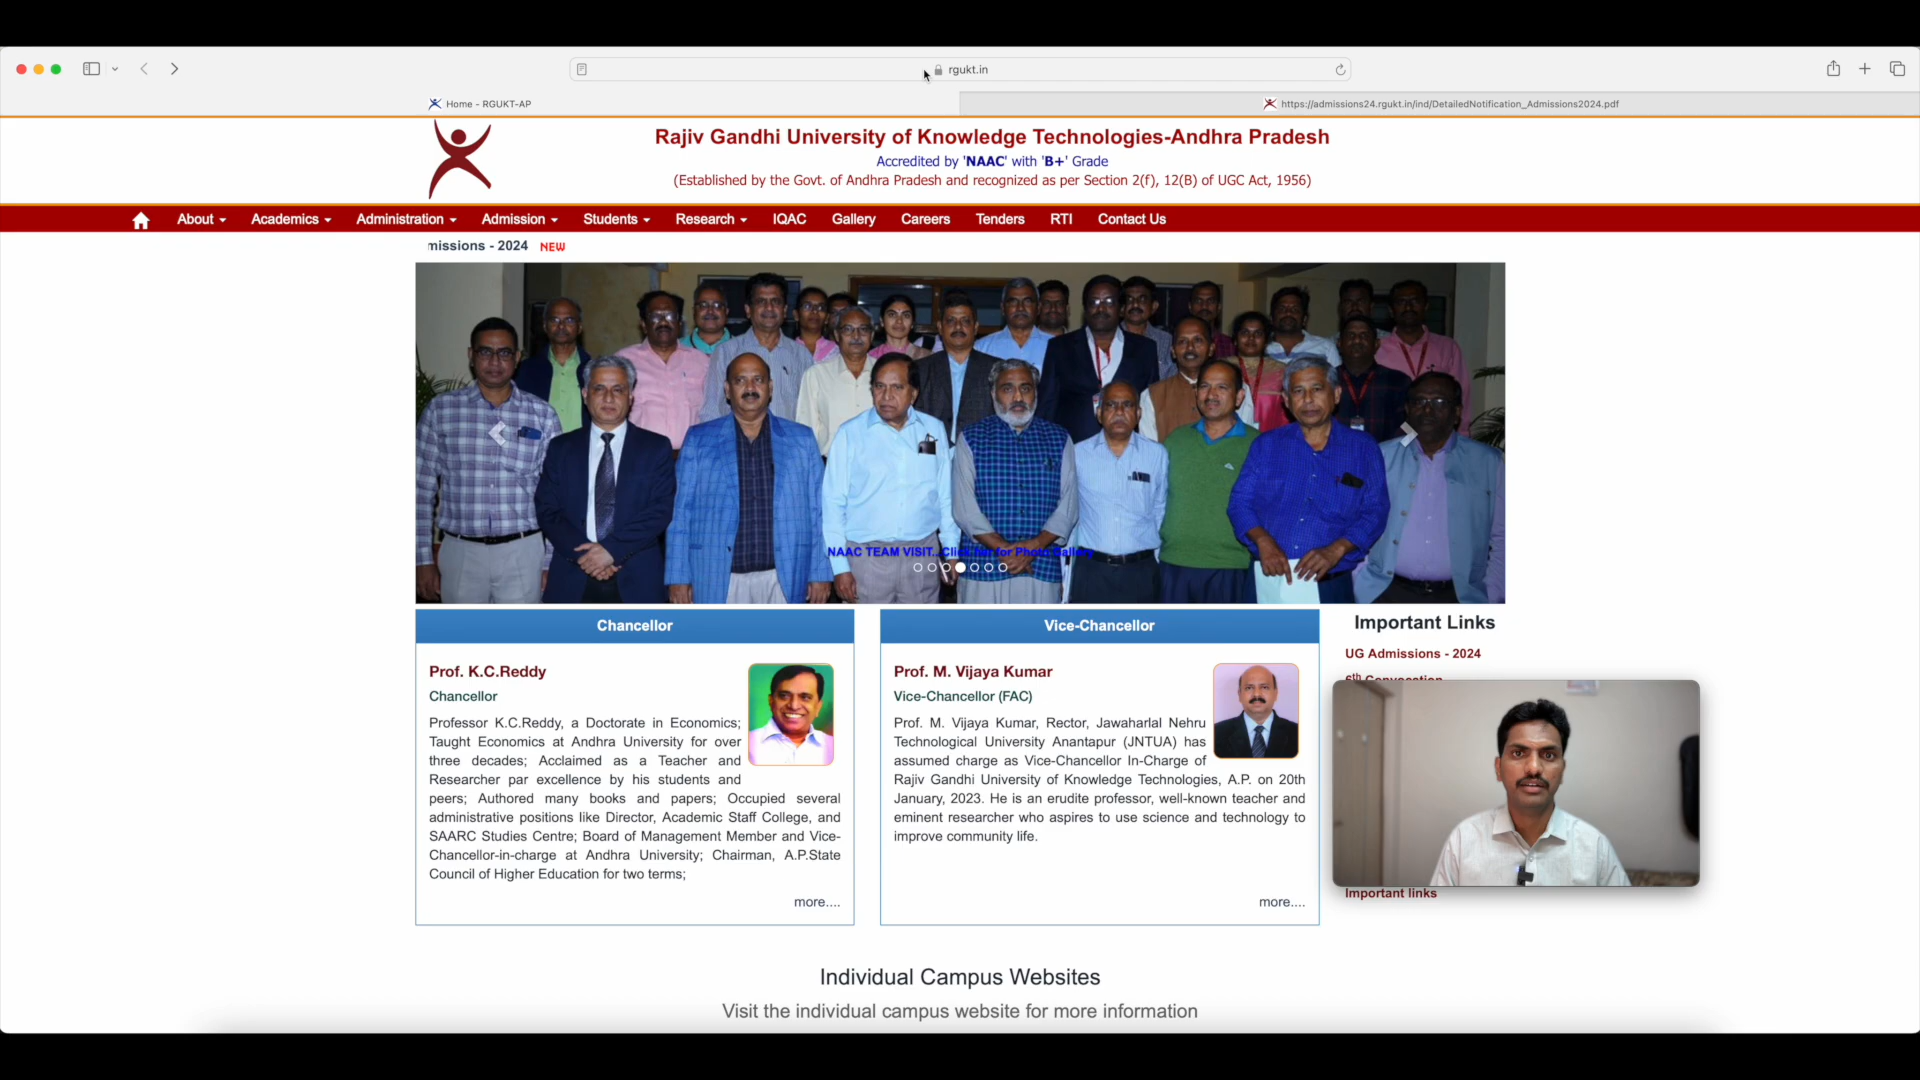 rgukt.in
Home - RGUKT-AP
https://admissions24.rgukt.in/ind/DetailedNotification_Admissions2024.pdf
Rajiv Gandhi University of Knowledge Technologies-Andhra Pradesh
Accredited by 'NAAC' with 'B+' Grade
(Established by the Govt. of Andhra Pradesh and recognized as per Section 2(f), 12(B) of UGC Act, 1956)
About Academics Administration Admission Students Research IQAC Gallery Careers Tenders RTI Contact Us
missions - 2024 NEW
NAAC TEAM VISIT..Click for Photo Gallery
Chancellor
Prof. K.C.Reddy
Chancellor
Professor K.C.Reddy, a Doctorate in Economics;
Taught Economics at Andhra University for over
three decades; Acclaimed as a Teacher and
Researcher par excellence by his students and
peers; Authored many books and papers; Occupied several
administrative positions like Director, Academic Staff College, and
SAARC Studies Centre; Board of Management Member and Vice-
Chancellor-in-charge at Andhra University; Chairman, A.P.State
Council of Higher Education for two terms;
more....
Vice-Chancellor
Prof. M. Vijaya Kumar
Vice-Chancellor (FAC)
Prof. M. Vijaya Kumar, Rector, Jawaharlal Nehru
Technological University Anantapur (JNTUA) has
assumed charge as Vice-Chancellor In-Charge of
Rajiv Gandhi University of Knowledge Technologies, A.P. on 20th
January, 2023. He is an erudite professor, well-known teacher and
eminent researcher who aspires to use science and technology to
improve community life.
more....
Important Links
UG Admissions - 2024
6th Convocation
Important links
Individual Campus Websites
Visit the individual campus website for more information